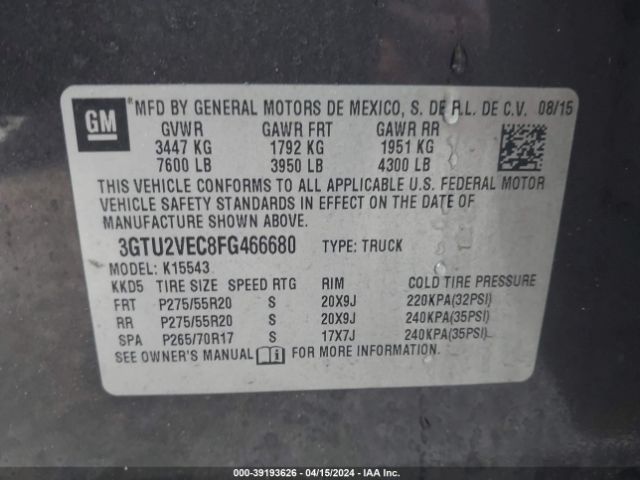 GM
*MFD BY GENERAL MOTORS DE MEXICO, S. DE R.L. DE C.V. 08/15
GVWR GAWR FRT GAWR RR
3447 KG 1792 KG 1951 KG
7600 LB 3950 LB 4300 LB
THIS VEHICLE CONFORMS TO ALL APPLICABLE U.S. FEDERAL MOTOR
VEHICLE SAFETY STANDARDS IN EFFECT ON THE DATE OF
MANUFACTURE SHOWN ABOVE.
3GTU2VEC8FG466680 TYPE: TRUCK
MODEL: K15543
KKD5 TIRE SIZE SPEED RTG RIM COLD TIRE PRESSURE
FRT P275/55R20 S 20X9J 220KPA(32PSI)
RR P275/55R20 S 20X9J 240KPA(35PSI)
SPA P265/70R17 S 17X7J 240KPA(35PSI)
SEE OWNER'S MANUAL i FOR MORE INFORMATION
000-39193626 - 04/15/2024 - IAA Inc.